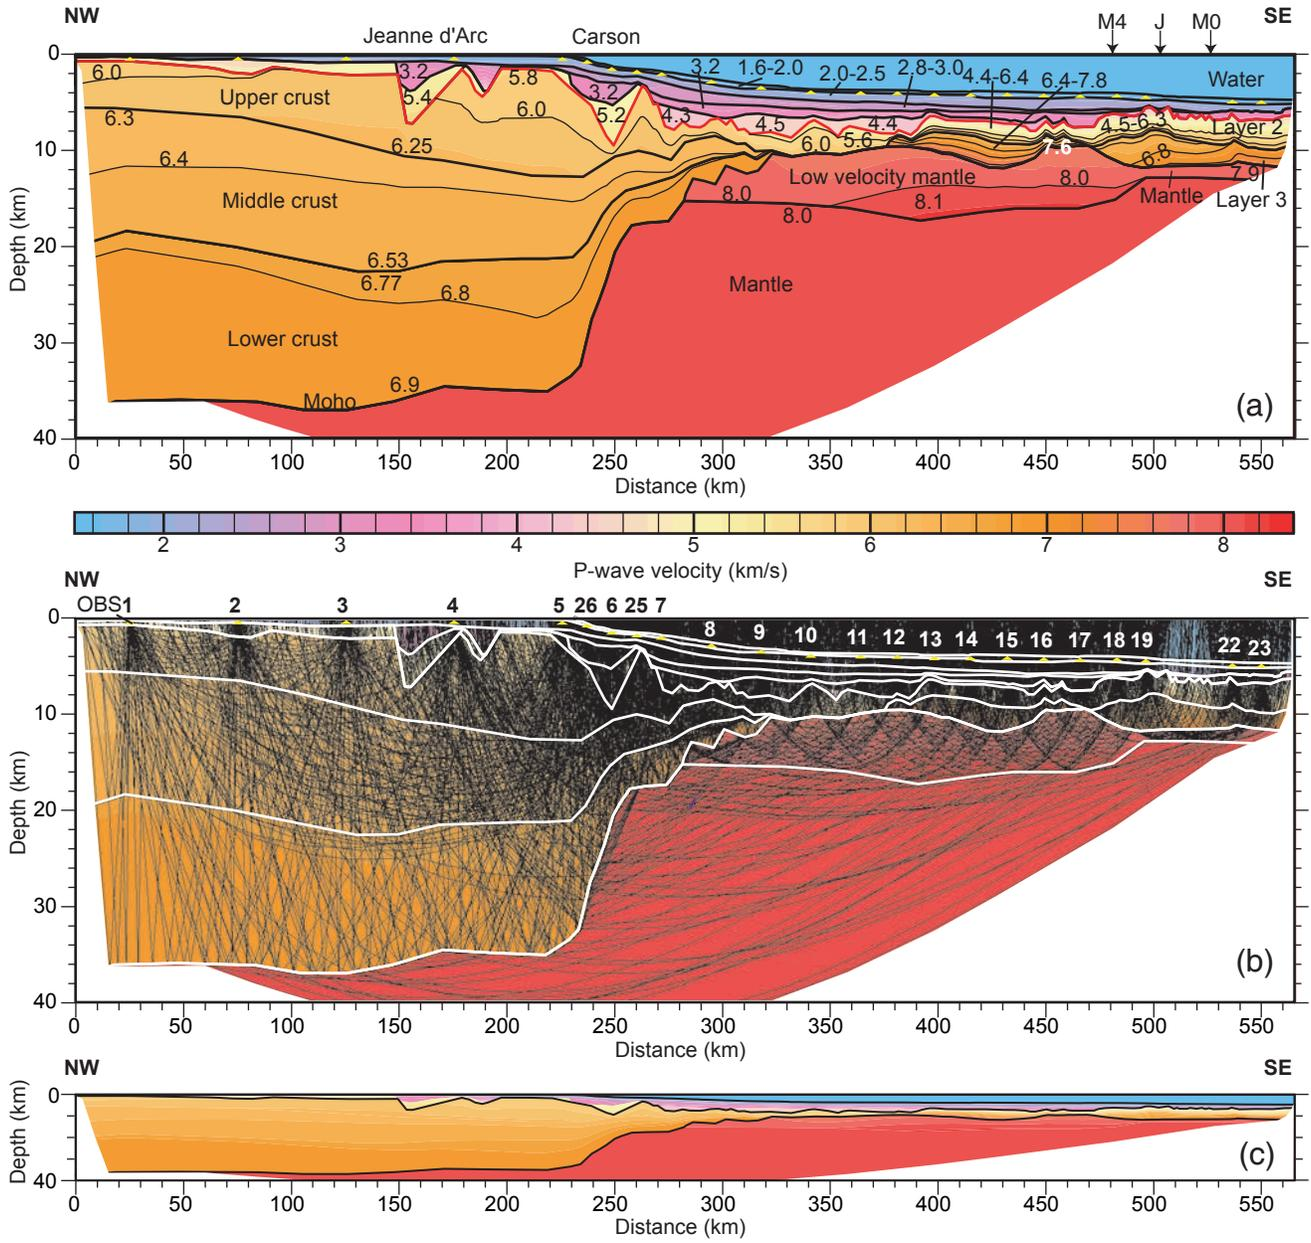 NW Jeanne d'Arc Carson M4 J M0 SE
0
3.2 1.6-2.0 2.0-2.5 2.8-3.0 4.4-6.4 6.4-7.8 Water
6.0 3.2 5.8 3.2
Upper crust 5.4 6.0 5.2 4.3 4.5 4.4 4.5-6.3 Layer 2
6.3 6.25 6.0 5.6 7.6 6.8
10
6.4 Low velocity mantle 8.0 7.9
Middle crust 8.0 8.0 8.1 Mantle Layer 3
20
6.53
6.77 6.8 Mantle
30
Lower crust
6.9
Moho (a)
40
Depth (km)
0 50 100 150 200 250 300 350 400 450 500 550
Distance (km)
2 3 4 5 6 7 8
P-wave velocity (km/s)
NW SE
OBS1 2 3 4 5 26 6 25 7
0
8 9 10 11 12 13 14 15 16 17 18 19 22 23
10
20
30
(b)
40
Depth (km)
0 50 100 150 200 250 300 350 400 450 500 550
Distance (km)
NW SE
0
(c)
40
Depth (km)
0 50 100 150 200 250 300 350 400 450 500 550
Distance (km)